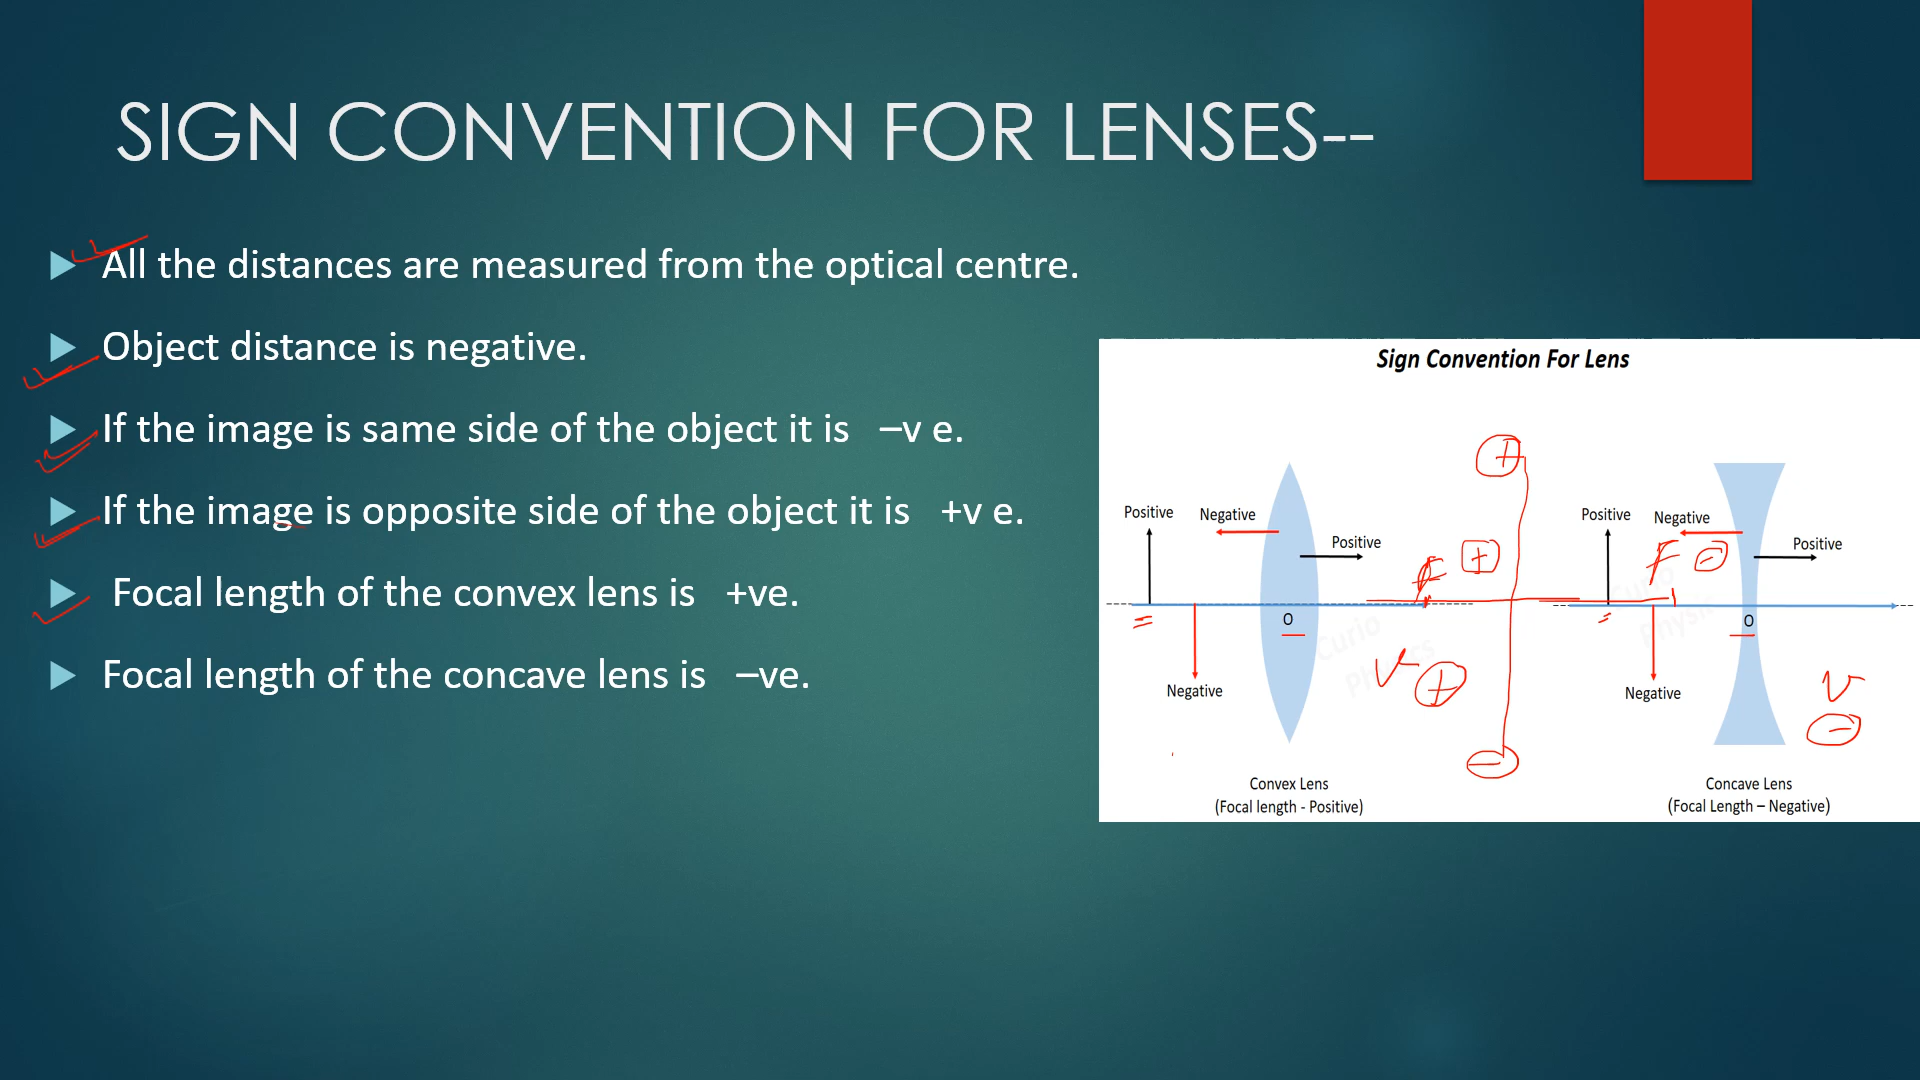 SIGN CONVENTION FOR LENSES--
All the distances are measured from the optical centre.
Object distance is negative.
If the image is same side of the object it is –v e.
If the image is opposite side of the object it is +v e.
Focal length of the convex lens is +ve.
Focal length of the concave lens is –ve.
Sign Convention For Lens
Positive Negative
Positive
F +
O
v +
Negative
Convex Lens
(Focal length - Positive)
+
–
Positive Negative
Positive
F –
O
v
–
Negative
Concave Lens
(Focal Length – Negative)
Curio
Physics